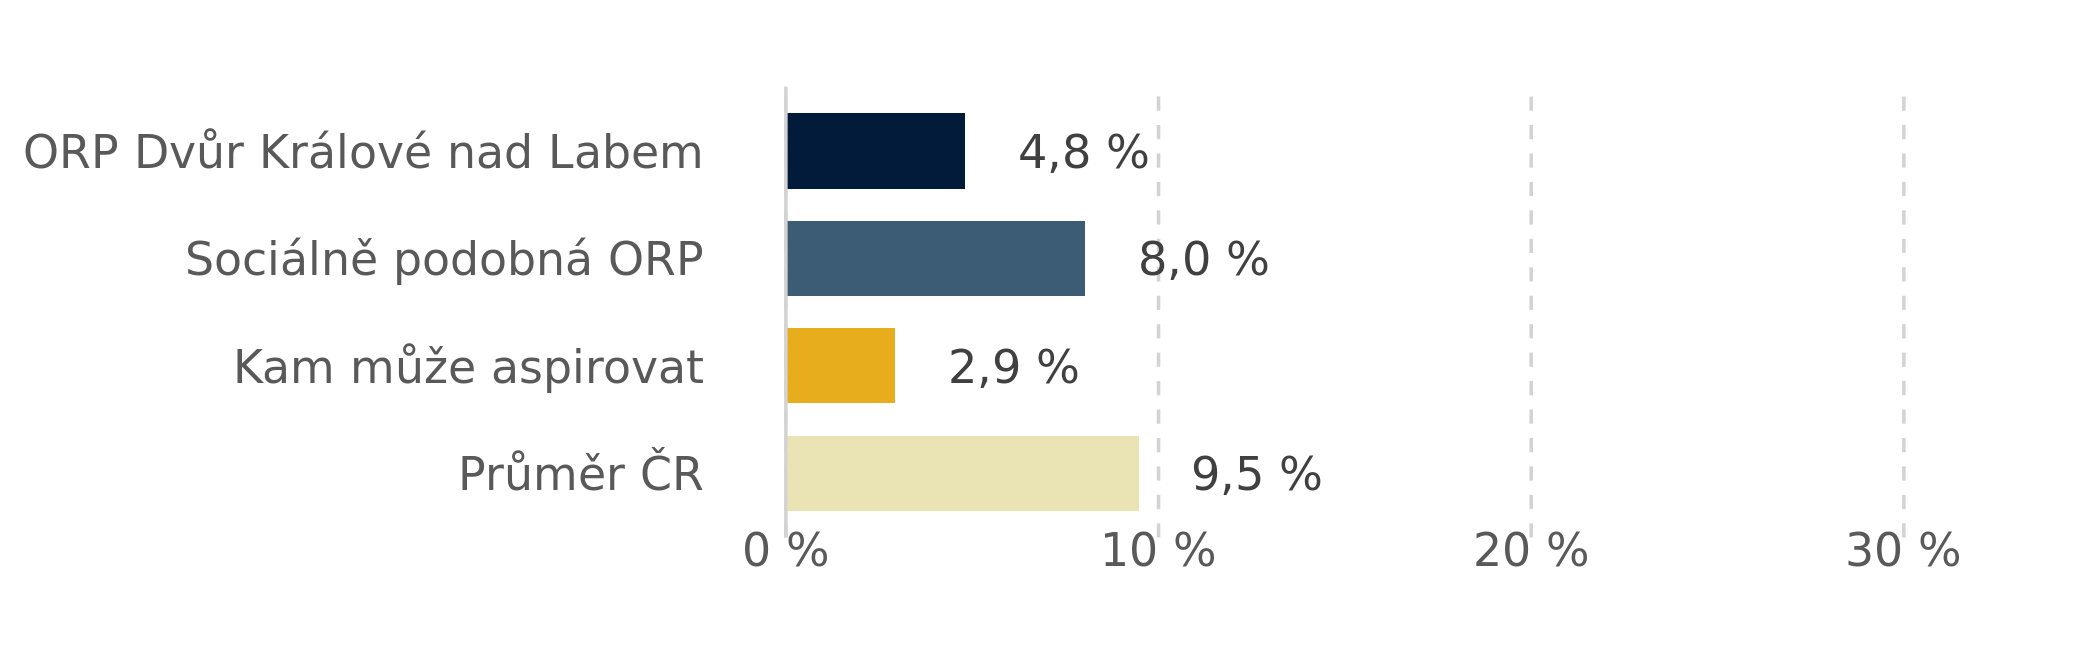 ORP Dvůr Králové nad Labem 4,8 %
Sociálně podobná ORP 8,0 %
Kam může aspirovat 2,9 %
Průměr ČR 9,5 %
0 % 10 % 20 % 30 %